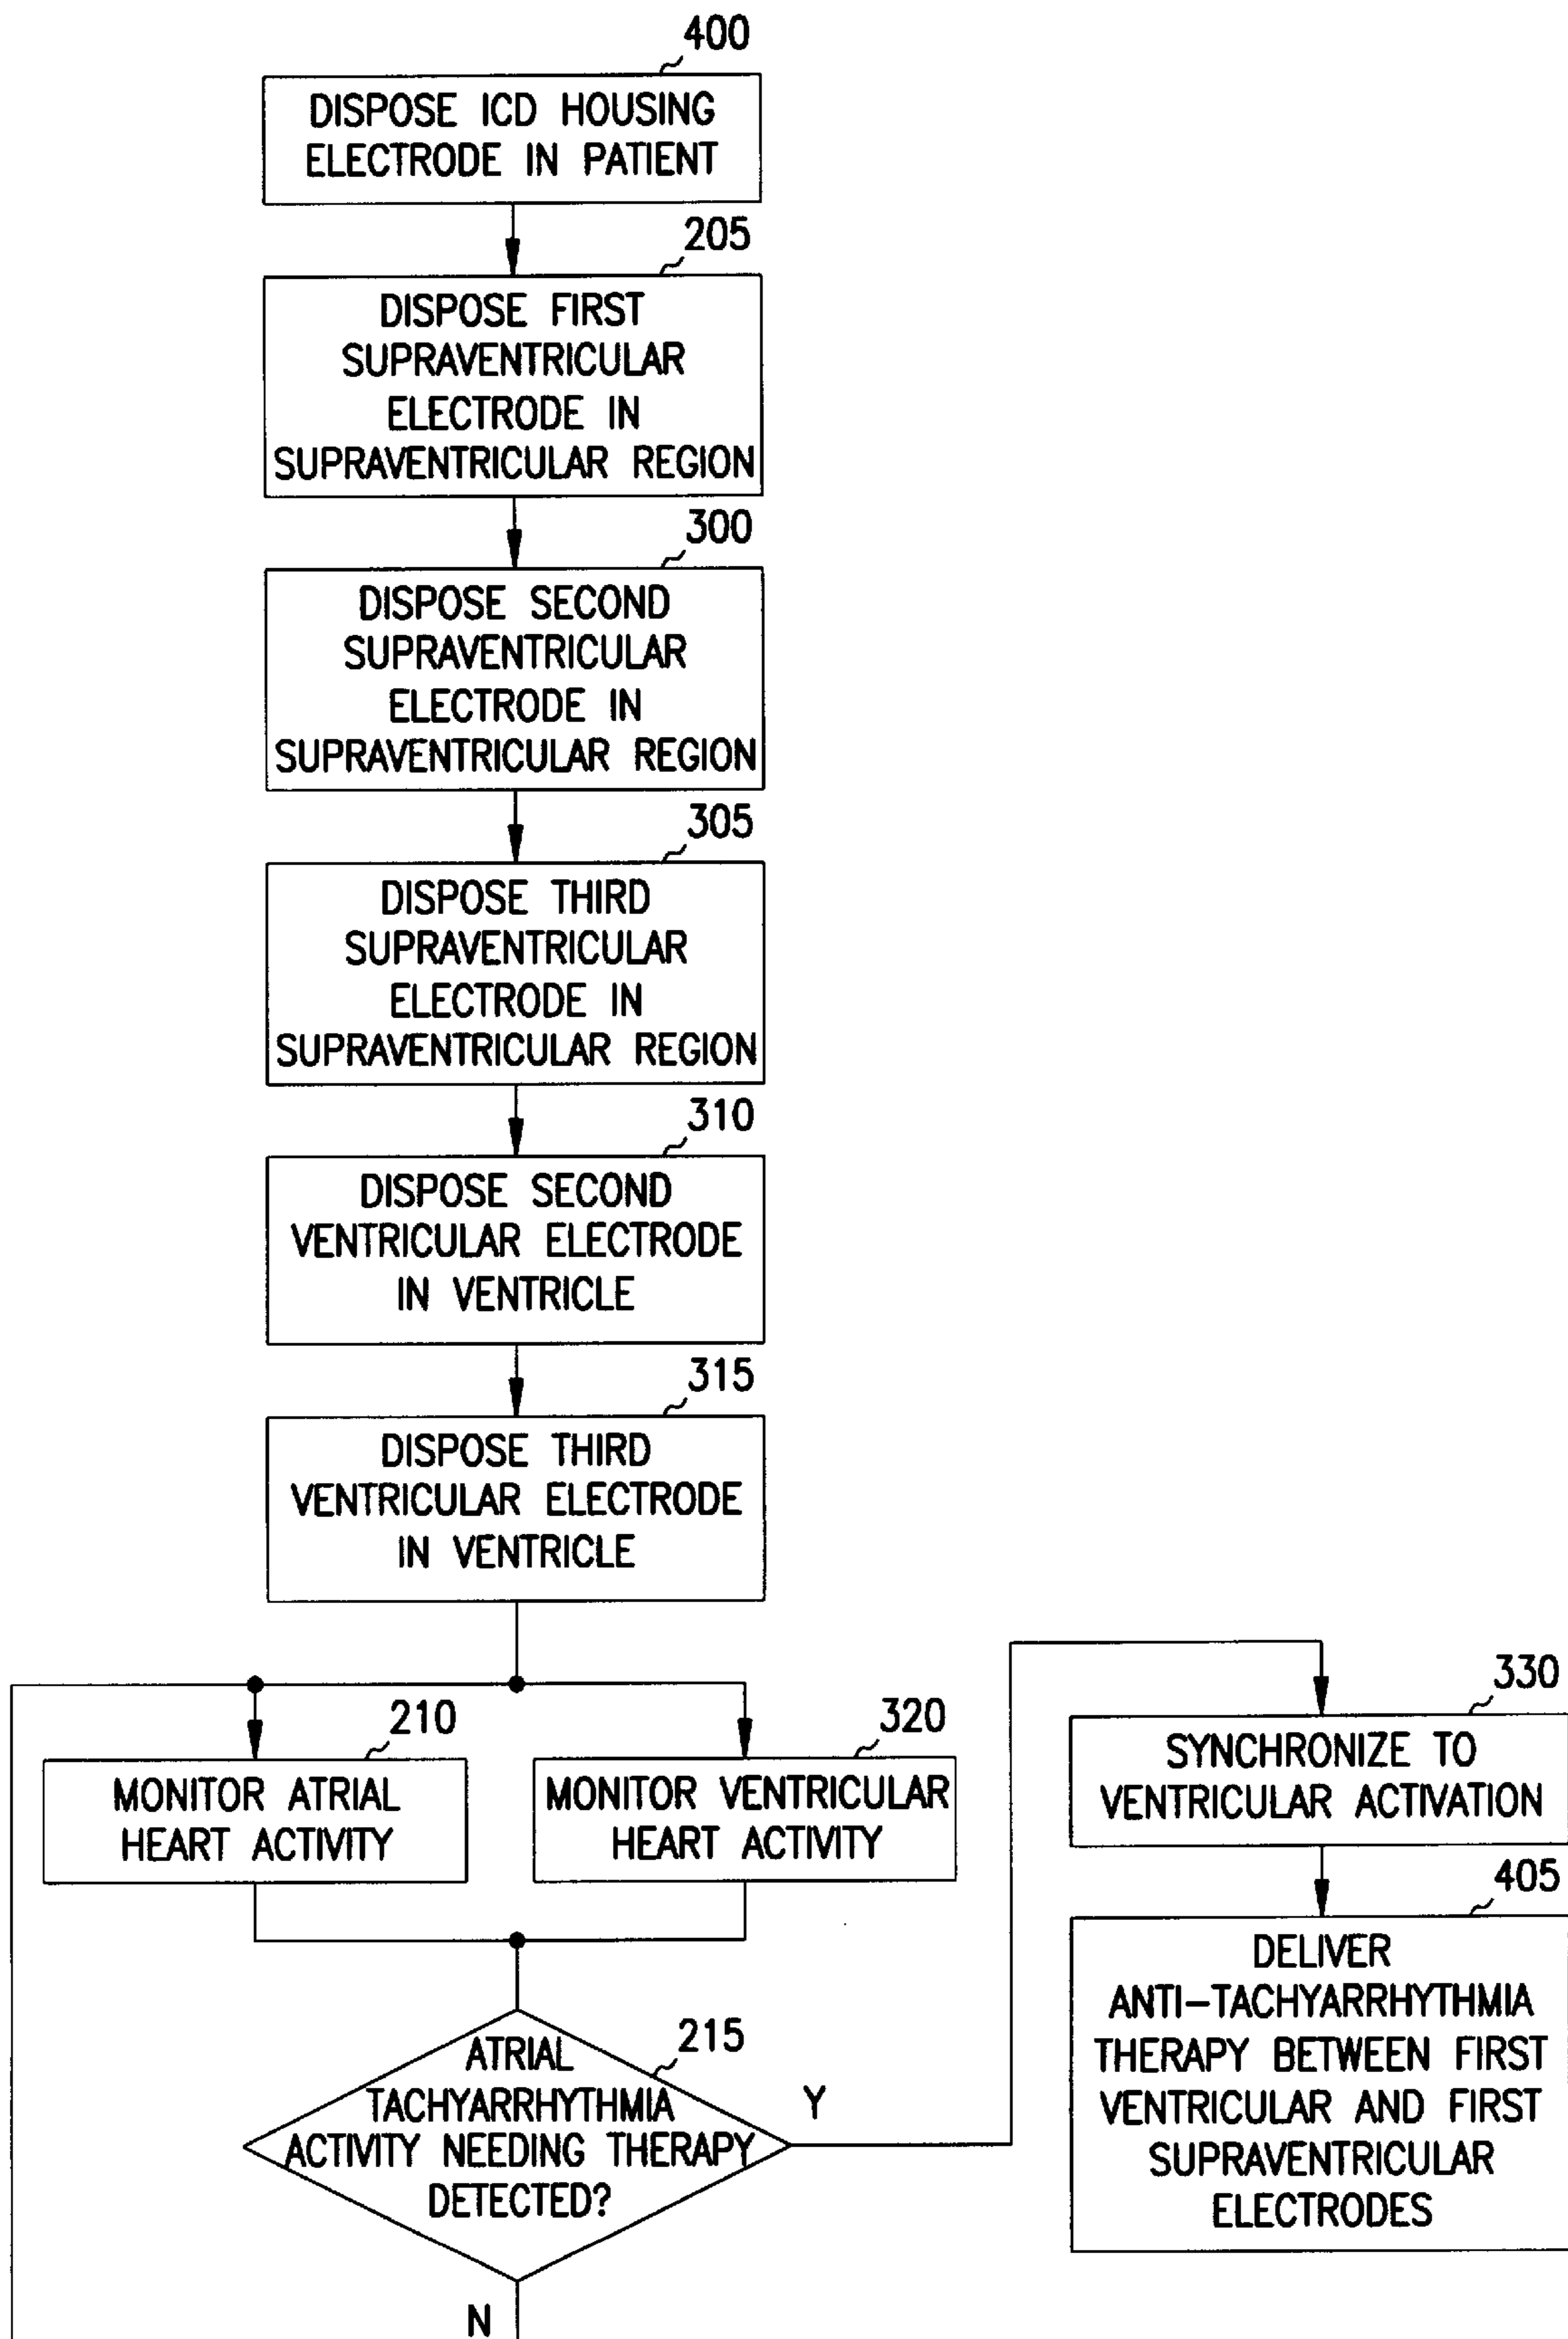 400
DISPOSE ICD HOUSING
ELECTRODE IN PATIENT
205
DISPOSE FIRST
SUPRAVENTRICULAR
ELECTRODE IN
SUPRAVENTRICULAR REGION
300
DISPOSE SECOND
SUPRAVENTRICULAR
ELECTRODE IN
SUPRAVENTRICULAR REGION
305
DISPOSE THIRD
SUPRAVENTRICULAR
ELECTRODE IN
SUPRAVENTRICULAR REGION
310
DISPOSE SECOND
VENTRICULAR ELECTRODE
IN VENTRICLE
315
DISPOSE THIRD
VENTRICULAR ELECTRODE
IN VENTRICLE
210
MONITOR ATRIAL
HEART ACTIVITY
320
MONITOR VENTRICULAR
HEART ACTIVITY
215
ATRIAL
TACHYARRHYTHMIA
ACTIVITY NEEDING THERAPY
DETECTED?
Y
N
330
SYNCHRONIZE TO
VENTRICULAR ACTIVATION
405
DELIVER
ANTI-TACHYARRHYTHMIA
THERAPY BETWEEN FIRST
VENTRICULAR AND FIRST
SUPRAVENTRICULAR
ELECTRODES